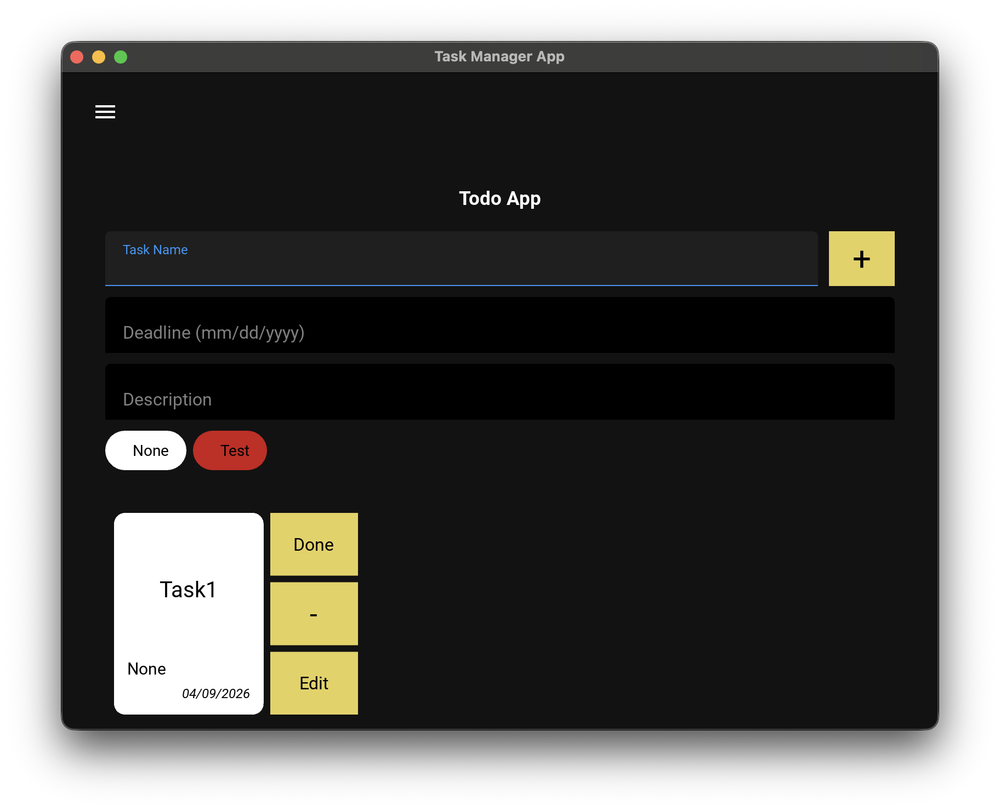 Task Manager App
Todo App
Task Name
+
Deadline (mm/dd/yyyy)
Description
None Test
Task1
None
04/09/2026
Done
-
Edit